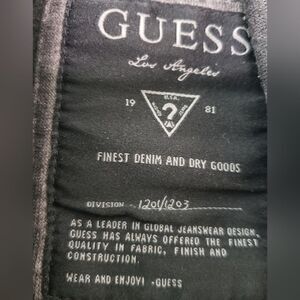 GUESS
Los Angeles
U.S.A.
19 ? 81
FINEST DENIM AND DRY GOODS
DIVISION 1201/1203
AS A LEADER IN GLOBAL JEANSWEAR DESIGN,
GUESS HAS ALWAYS OFFERED THE FINEST
QUALITY IN FABRIC, FINISH AND
CONSTRUCTION.
WEAR AND ENJOY! -GUESS